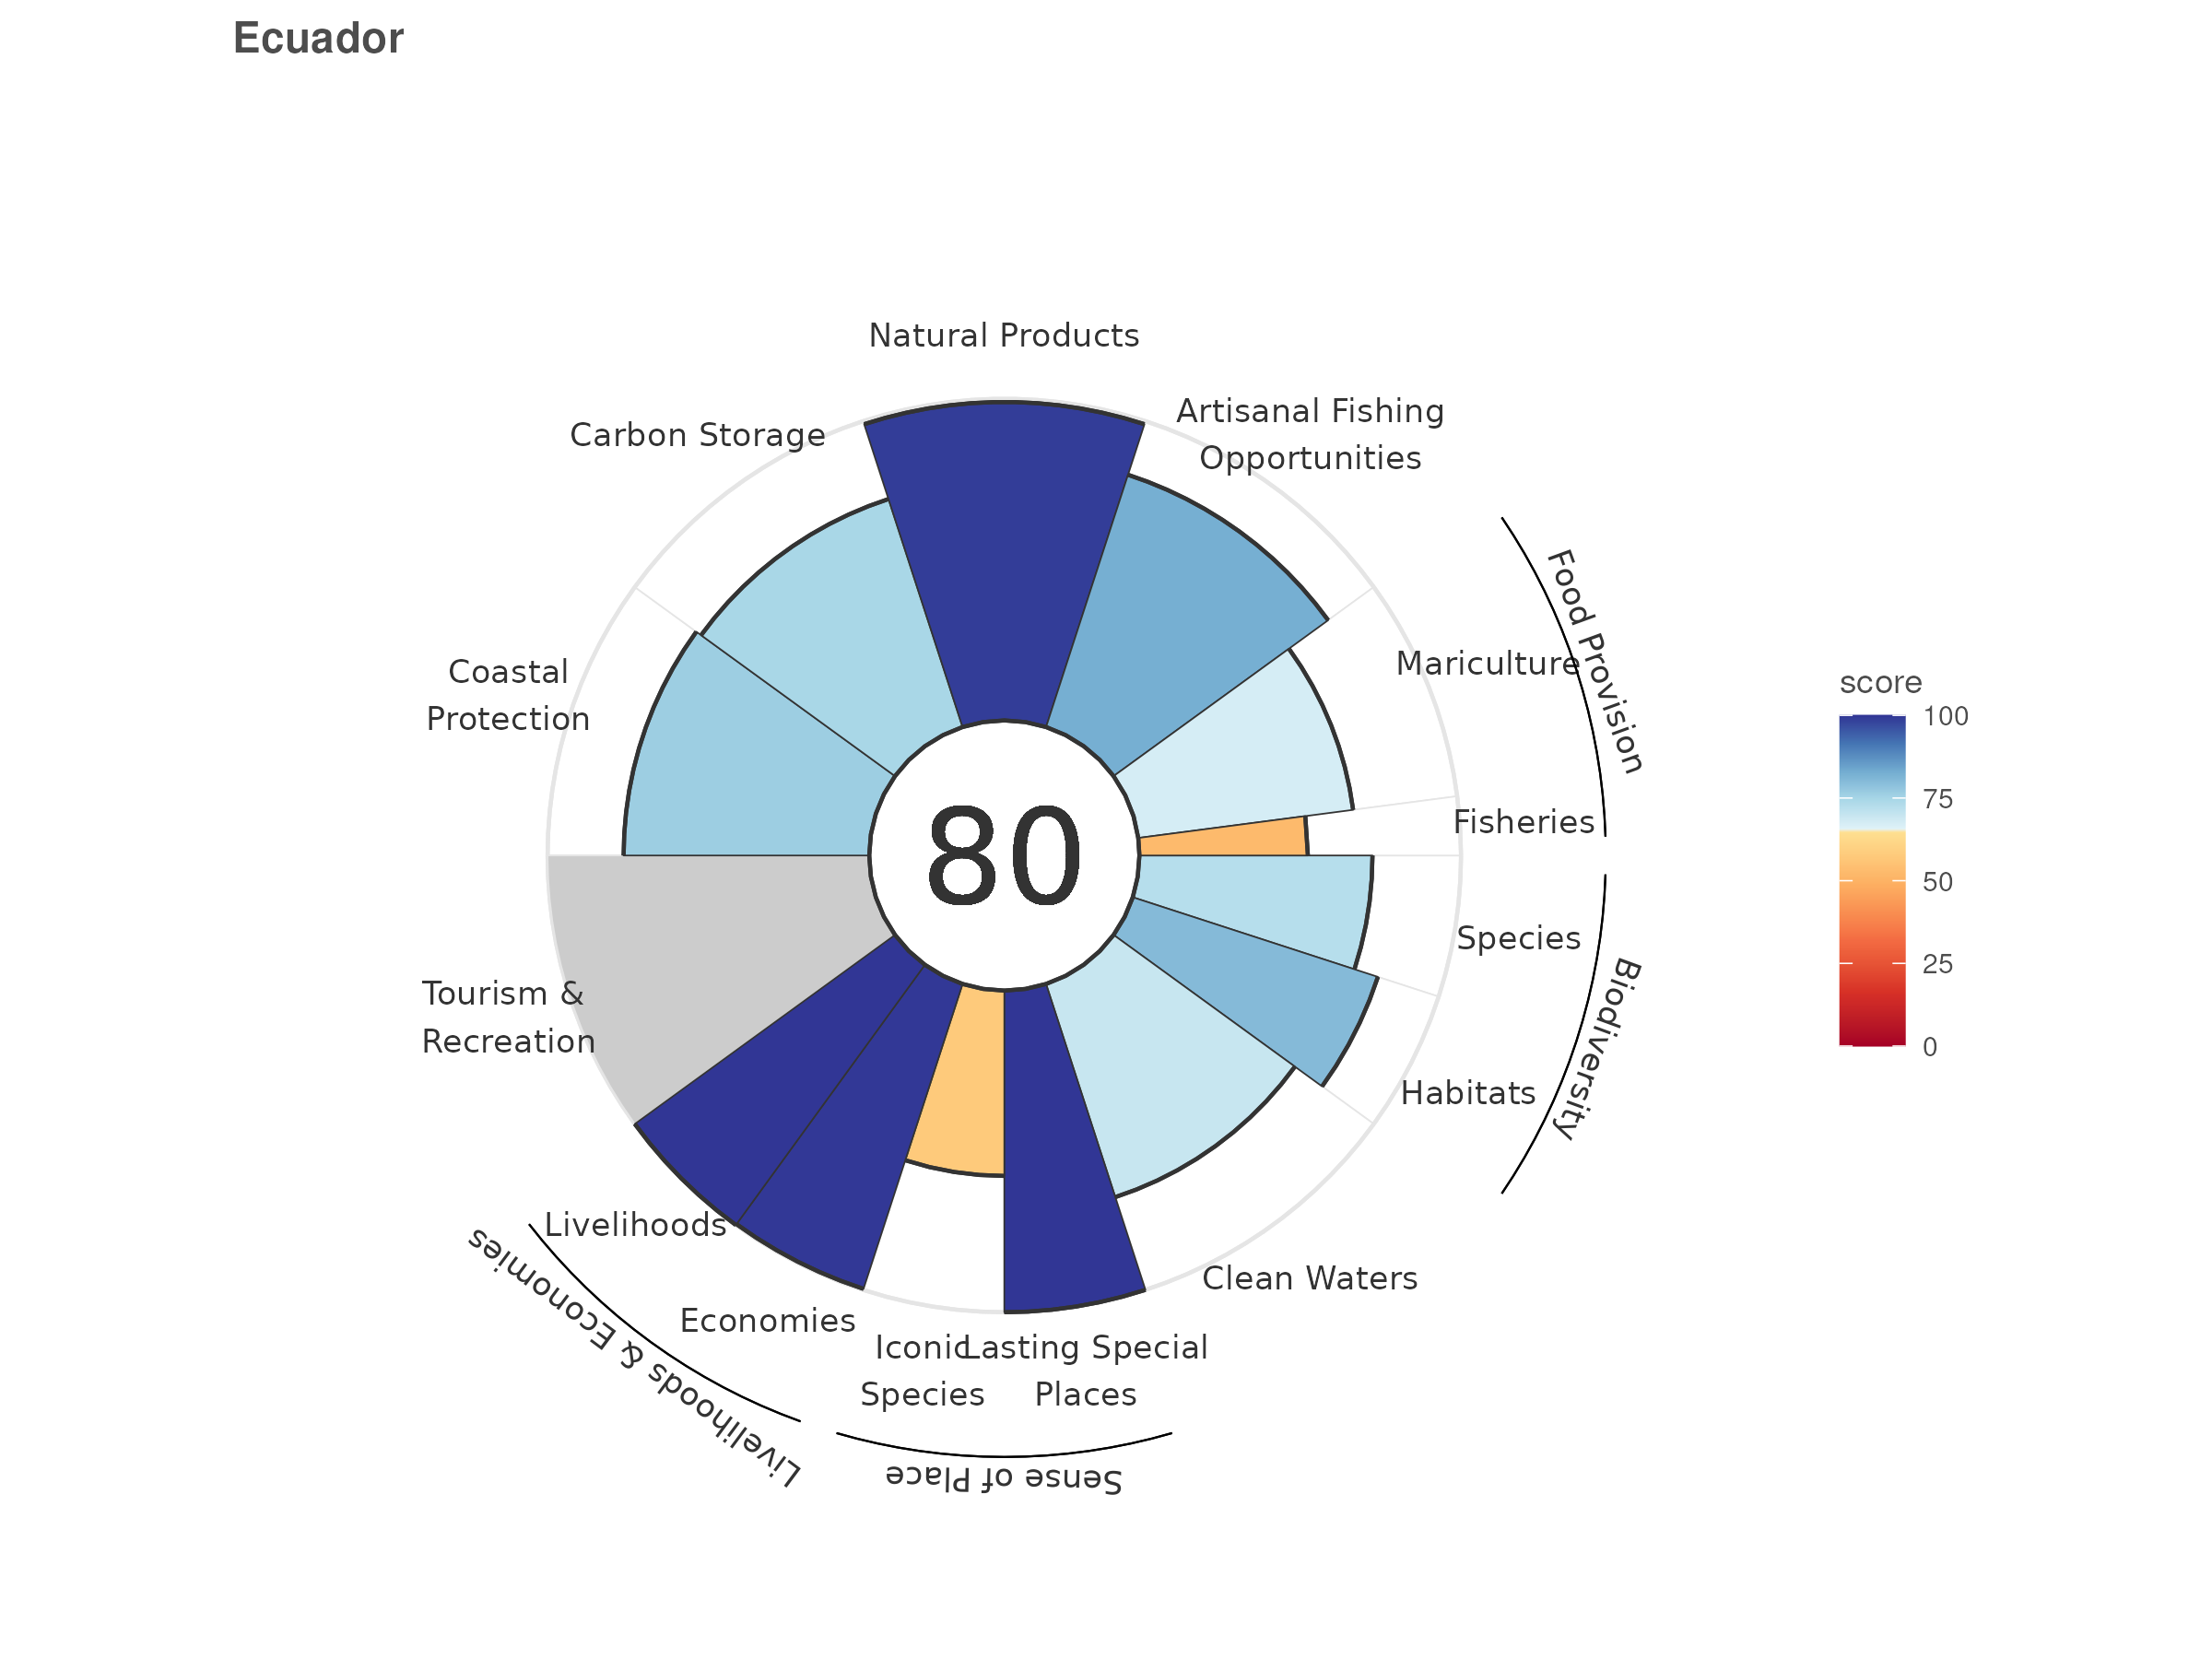 Ecuador
Natural Products
Artisanal Fishing
Opportunities
Carbon Storage
Food Provision
Mariculture
Coastal
Protection
Fisheries
80
Species
Biodiversity
Habitats
Tourism &
Recreation
Clean Waters
Livelihoods
Economies
Livelihoods & Economies
Iconic
Species
Lasting Special
Places
Sense of Place
score
100
75
50
25
0